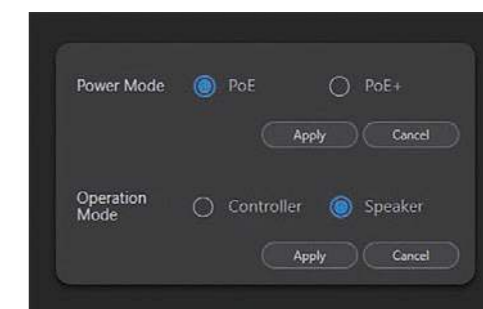 Power Mode PoE PoE+
Apply Cancel
Operation
Mode Controller Speaker
Apply Cancel